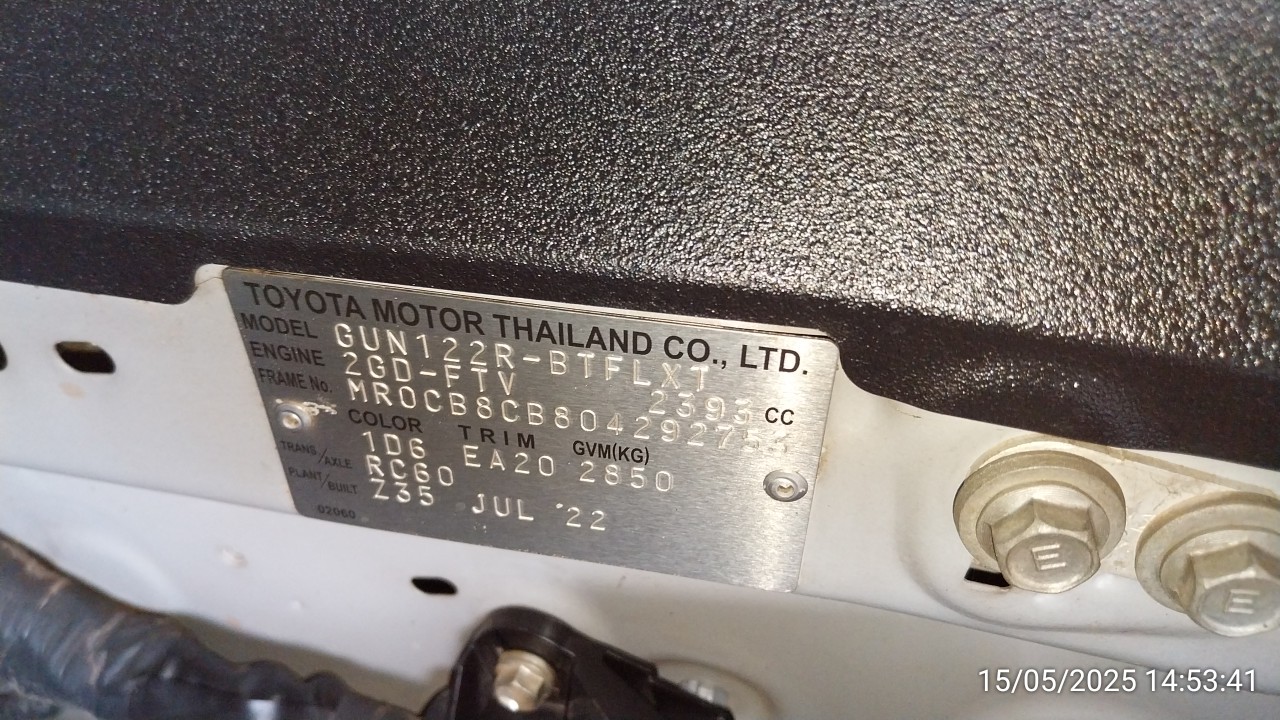 TOYOTA MOTOR THAILAND CO., LTD.
MODEL GUN122R-BTFLXT
ENGINE 2GD-FTV 2393 CC
FRAME No.
COLOR TRIM GVM(KG)
1D6 EA20 2850
TRANS/AXLE RC60
PLANT/BUILT Z35 JUL '22
02060
E
E
15/05/2025 14:53:41